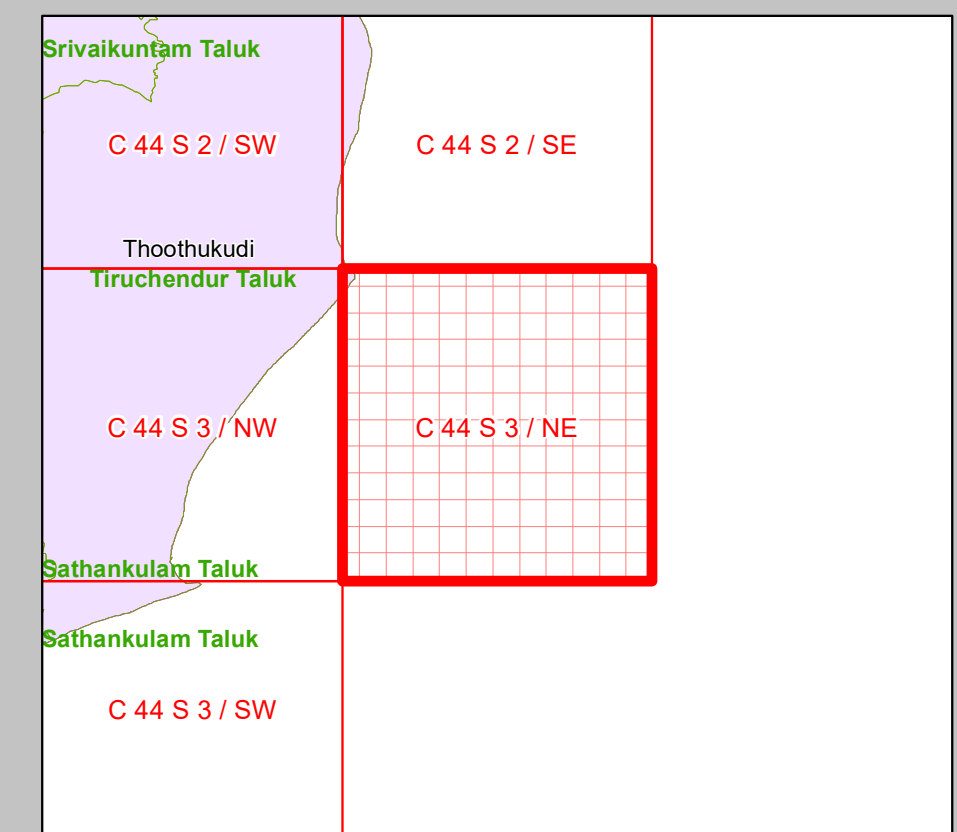 Srivaikuntam Taluk
C 44 S 2 / SW
C 44 S 2 / SE
Thoothukudi
Tiruchendur Taluk
C 44 S 3 / NW
C 44 S 3 / NE
Sathankulam Taluk
Sathankulam Taluk
C 44 S 3 / SW